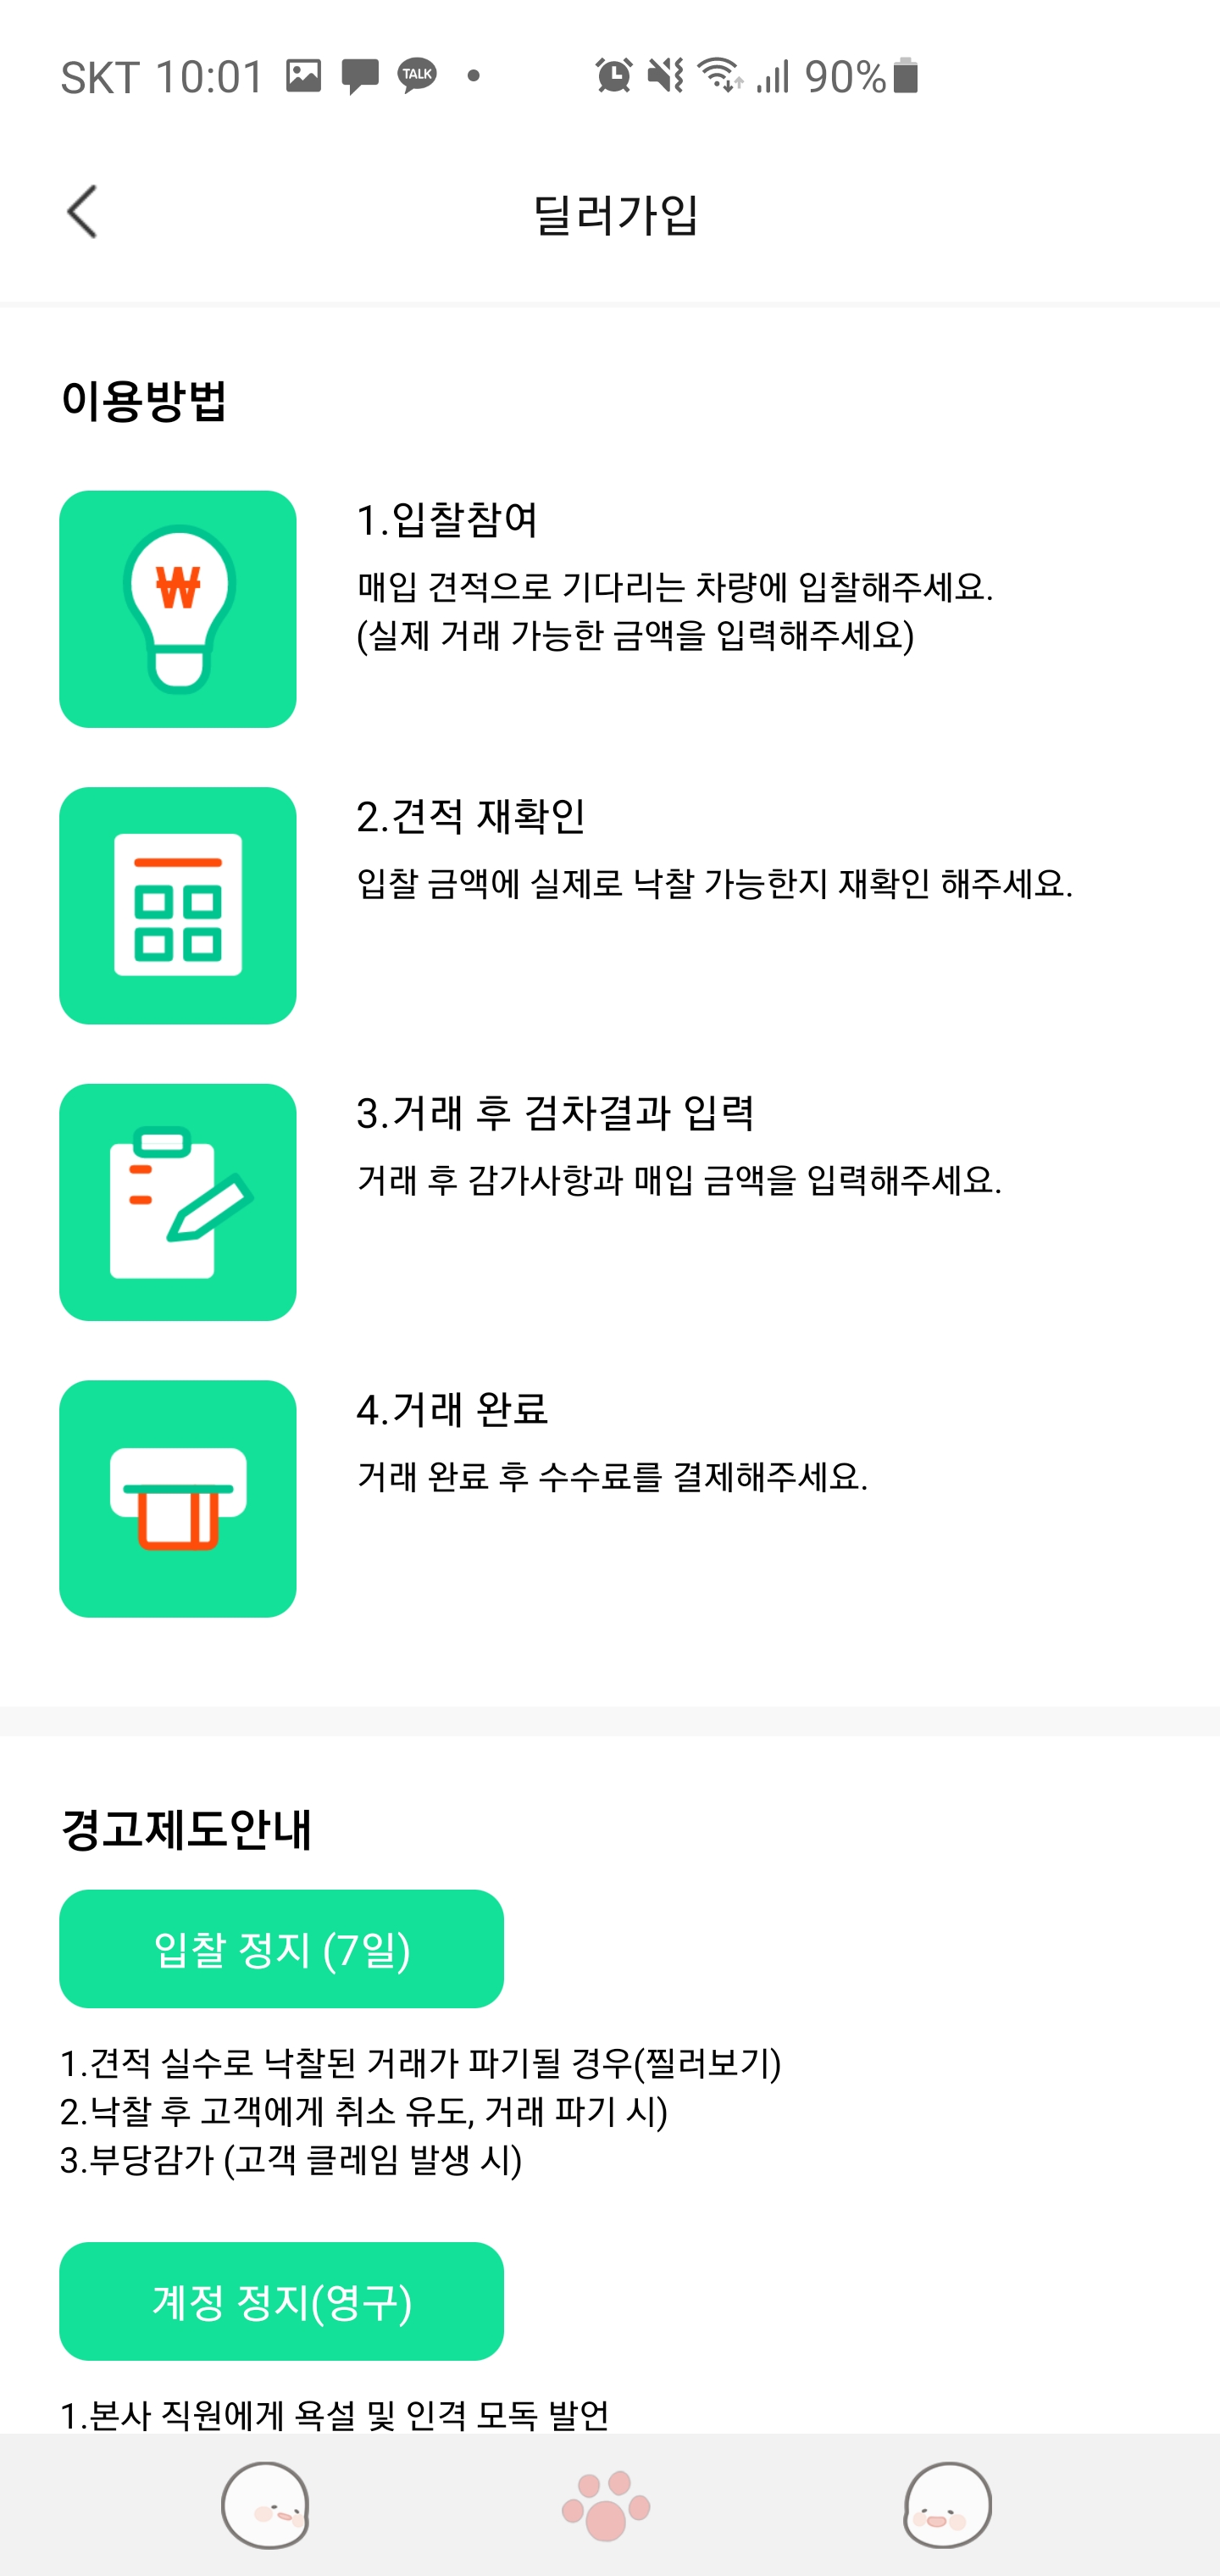 SKT 10:01 TALK 90%
딜러가입
이용방법
₩
1.입찰참여
매입 견적으로 기다리는 차량에 입찰해주세요.
(실제 거래 가능한 금액을 입력해주세요)
2.견적 재확인
입찰 금액에 실제로 낙찰 가능한지 재확인 해주세요.
3.거래 후 검차결과 입력
거래 후 감가사항과 매입 금액을 입력해주세요.
4.거래 완료
거래 완료 후 수수료를 결제해주세요.
경고제도안내
입찰 정지 (7일)
1.견적 실수로 낙찰된 거래가 파기될 경우(찔러보기)
2.낙찰 후 고객에게 취소 유도, 거래 파기 시)
3.부당감가 (고객 클레임 발생 시)
계정 정지(영구)
1.본사 직원에게 욕설 및 인격 모독 발언